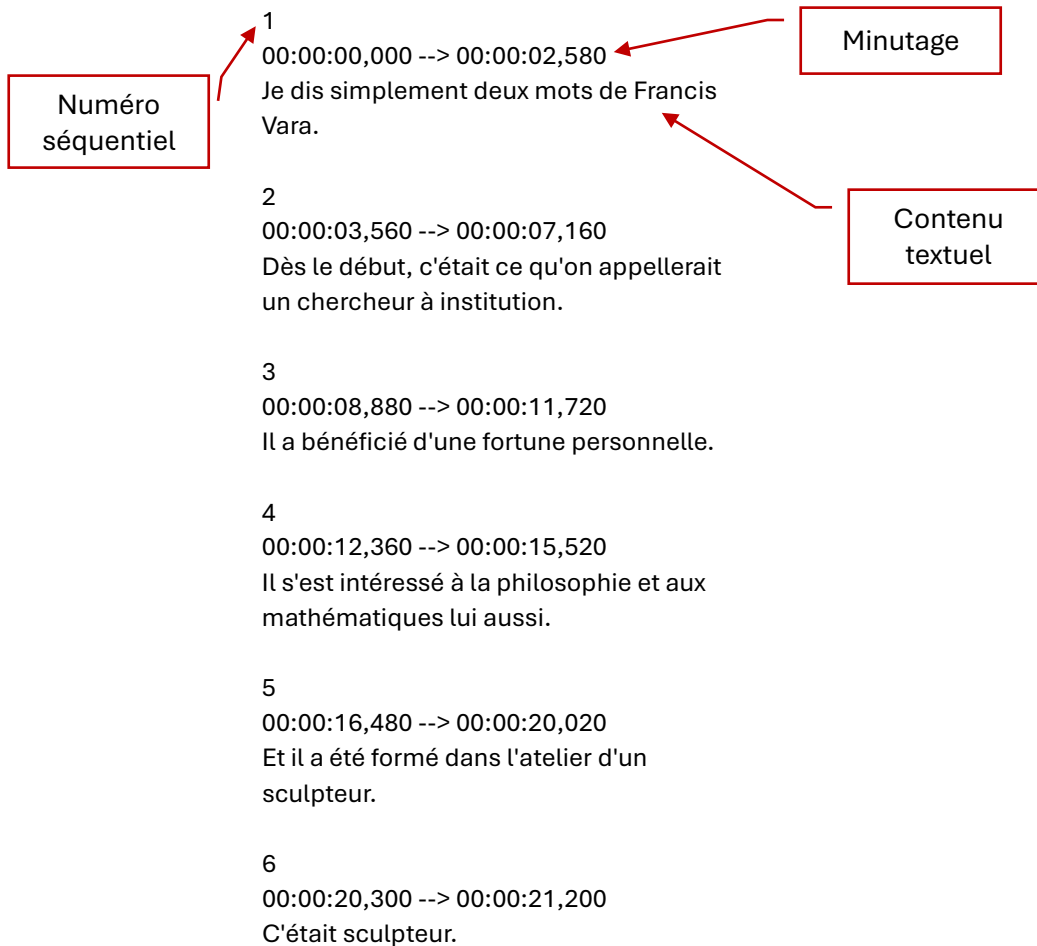 1
00:00:00,000 --> 00:00:02,580
Minutage
Je dis simplement deux mots de Francis
Vara.
Numéro
séquentiel
2
00:00:03,560 --> 00:00:07,160
Dès le début, c'était ce qu'on appellerait
un chercheur à institution.
Contenu
textuel
3
00:00:08,880 --> 00:00:11,720
Il a bénéficié d'une fortune personnelle.
4
00:00:12,360 --> 00:00:15,520
Il s'est intéressé à la philosophie et aux
mathématiques lui aussi.
5
00:00:16,480 --> 00:00:20,020
Et il a été formé dans l'atelier d'un
sculpteur.
6
00:00:20,300 --> 00:00:21,200
C'était sculpteur.